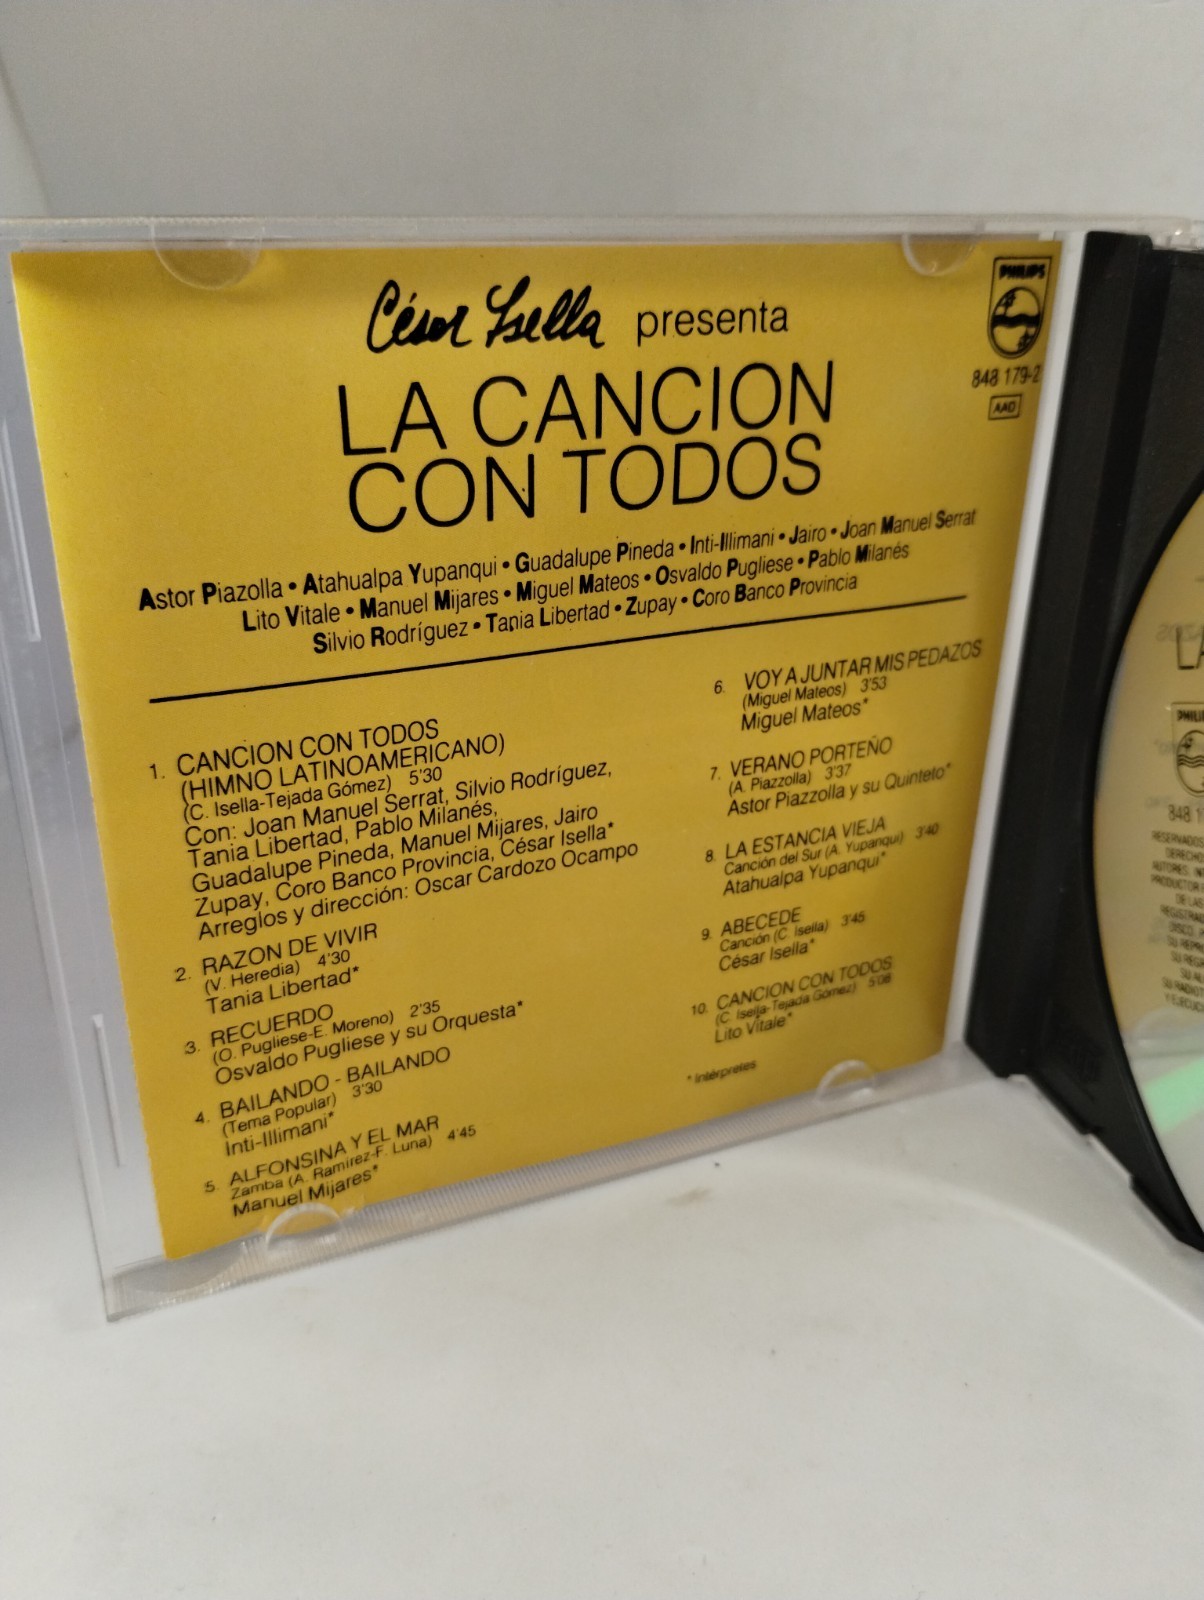 César Isella presenta
PHILIPS
848 179-2
AAD
LA CANCION
CON TODOS
Astor Piazolla • Atahualpa Yupanqui • Guadalupe Pineda • Inti-Illimani • Jairo • Joan Manuel Serrat
Lito Vitale • Manuel Mijares • Miguel Mateos • Osvaldo Pugliese • Pablo Milanés
Silvio Rodríguez • Tania Libertad • Zupay • Coro Banco Provincia
1. CANCION CON TODOS
(HIMNO LATINOAMERICANO)
(C. Isella-Tejada Gómez) 5'30
Con: Joan Manuel Serrat, Silvio Rodríguez,
Tania Libertad, Pablo Milanés,
Guadalupe Pineda, Manuel Mijares, Jairo
Zupay, Coro Banco Provincia, César Isella*
Arreglos y dirección: Oscar Cardozo Ocampo
2. RAZON DE VIVIR
(V. Heredia) 4'30
Tania Libertad*
3. RECUERDO
(O. Pugliese-E. Moreno) 2'35
Osvaldo Pugliese y su Orquesta*
4. BAILANDO - BAILANDO
(Tema Popular) 3'30
Inti-Illimani*
5. ALFONSINA Y EL MAR
Zamba (A. Ramirez-F. Luna) 4'45
Manuel Mijares*
6. VOY A JUNTAR MIS PEDAZOS
(Miguel Mateos) 3'53
Miguel Mateos*
7. VERANO PORTEÑO
(A. Piazzolla) 3'37
Astor Piazzolla y su Quinteto*
8. LA ESTANCIA VIEJA
Canción del Sur (A. Yupanqui) 3'40
Atahualpa Yupanqui*
9. ABECEDE
Canción (C. Isella) 3'45
César Isella*
10. CANCION CON TODOS
(C. Isella-Tejada Gómez) 5'08
Lito Vitale*
* Intérpretes
LA
848
RESERVADOS
AUTORES
PRODUCTOR
DE LAS